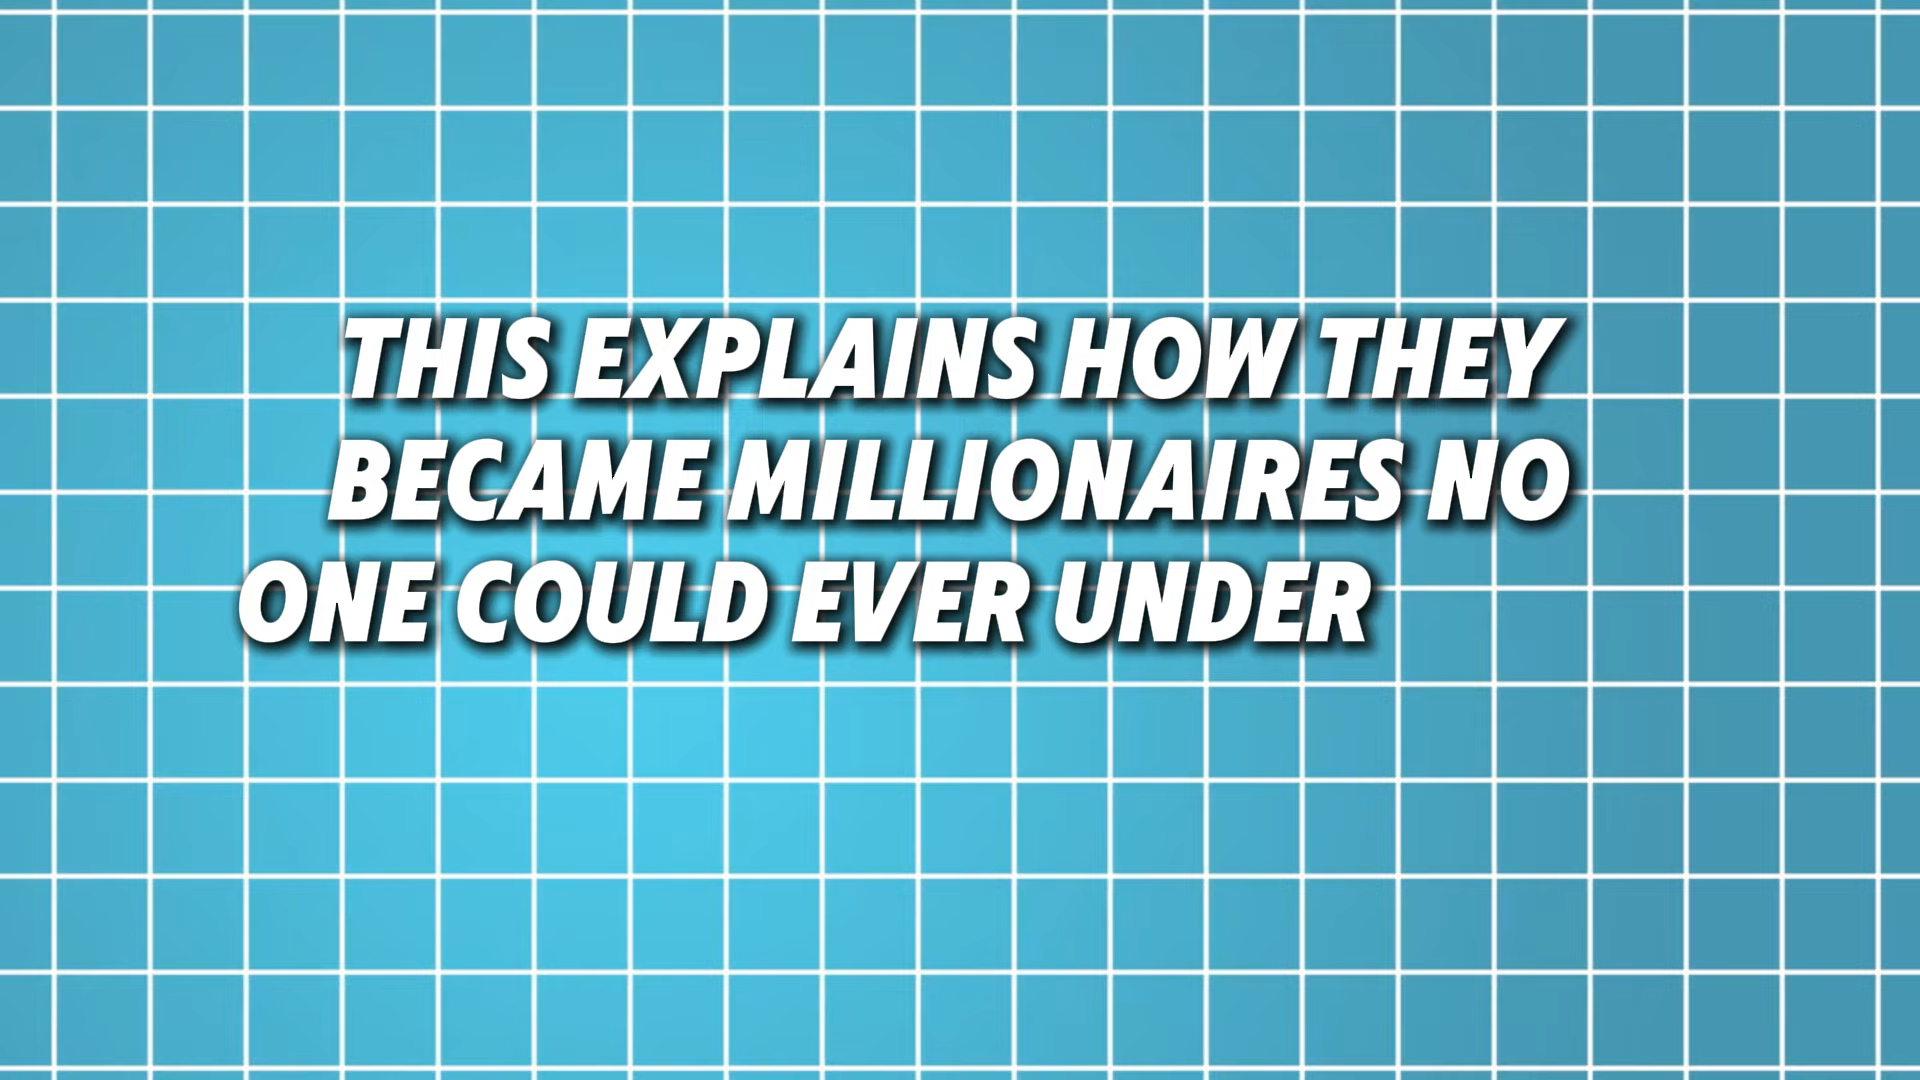 THIS EXPLAINS HOW THEY
BECAME MILLIONAIRES NO
ONE COULD EVER UNDER